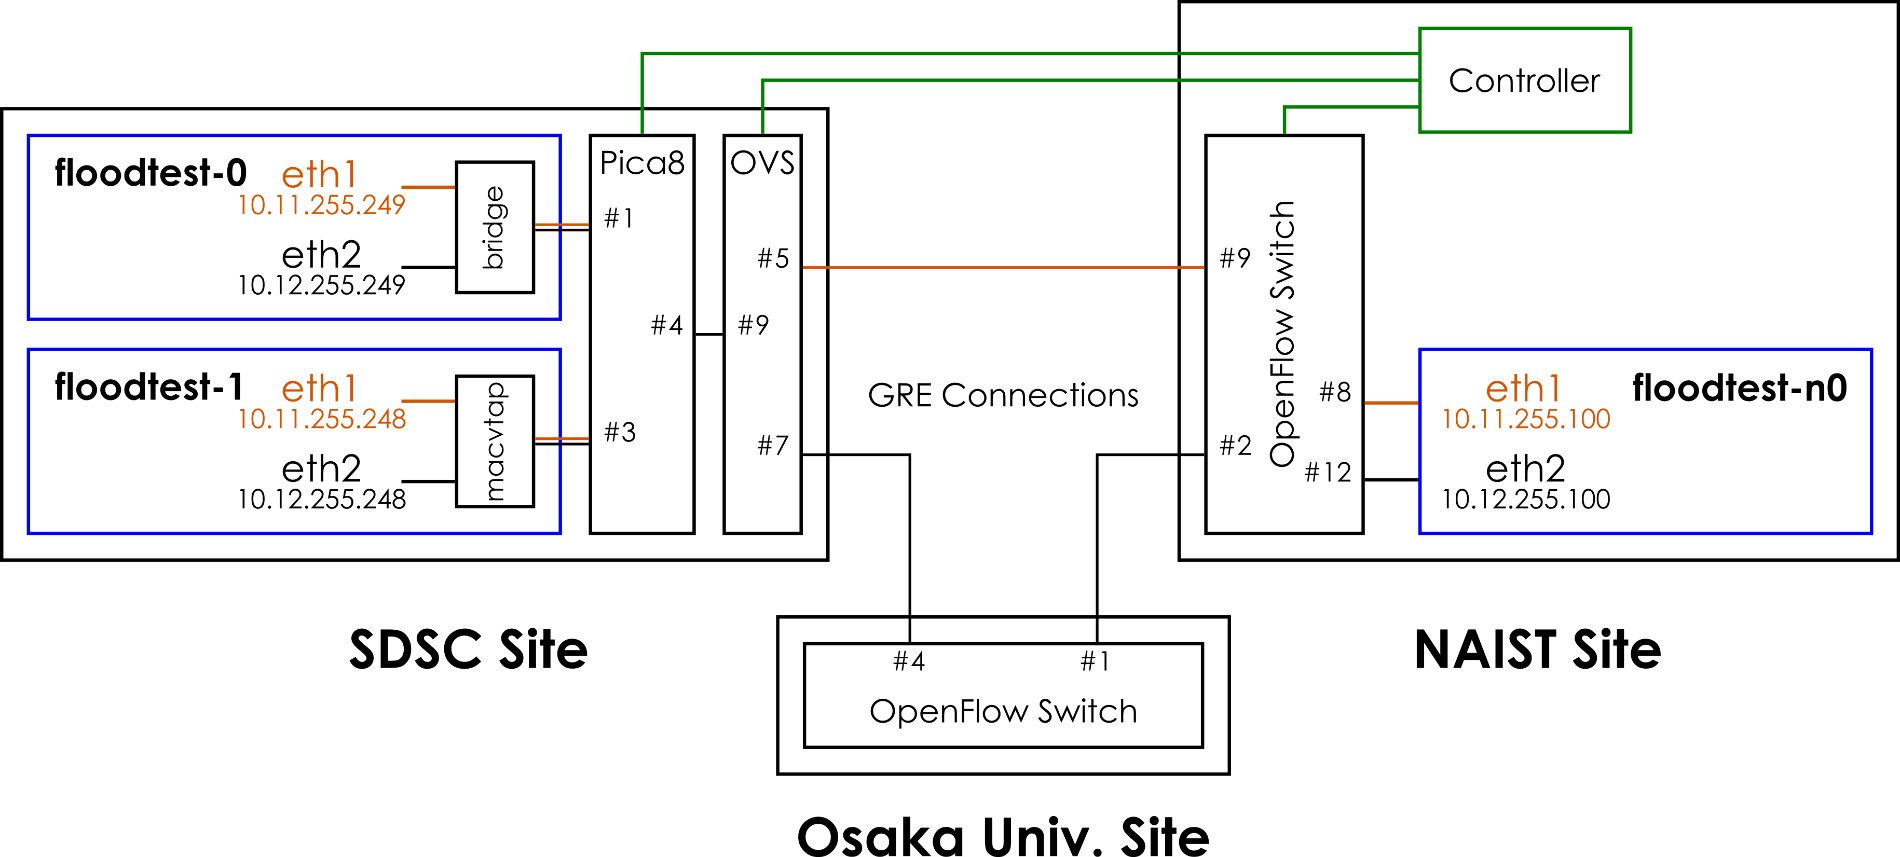 Controller
floodtest-0
eth1
10.11.255.249
eth2
10.12.255.249
bridge
floodtest-1
eth1
10.11.255.248
eth2
10.12.255.248
macvtap
Pica8
#1
#4
#3
OVS
#5
#9
#7
GRE Connections
#9
#2
OpenFlow Switch
#8
#12
eth1
10.11.255.100
eth2
10.12.255.100
floodtest-n0
SDSC Site
NAIST Site
#4
#1
OpenFlow Switch
Osaka Univ. Site